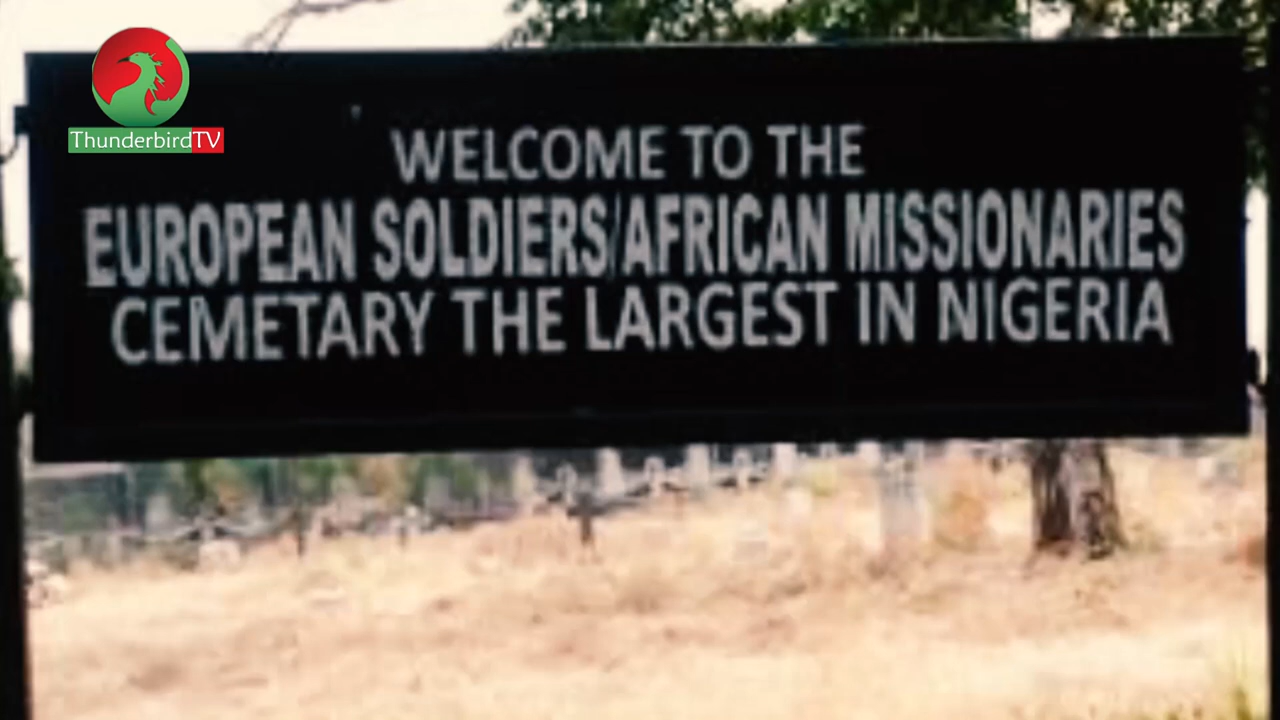 ThunderbirdTV
WELCOME TO THE
EUROPEAN SOLDIERS/AFRICAN MISSIONARIES
CEMETARY THE LARGEST IN NIGERIA